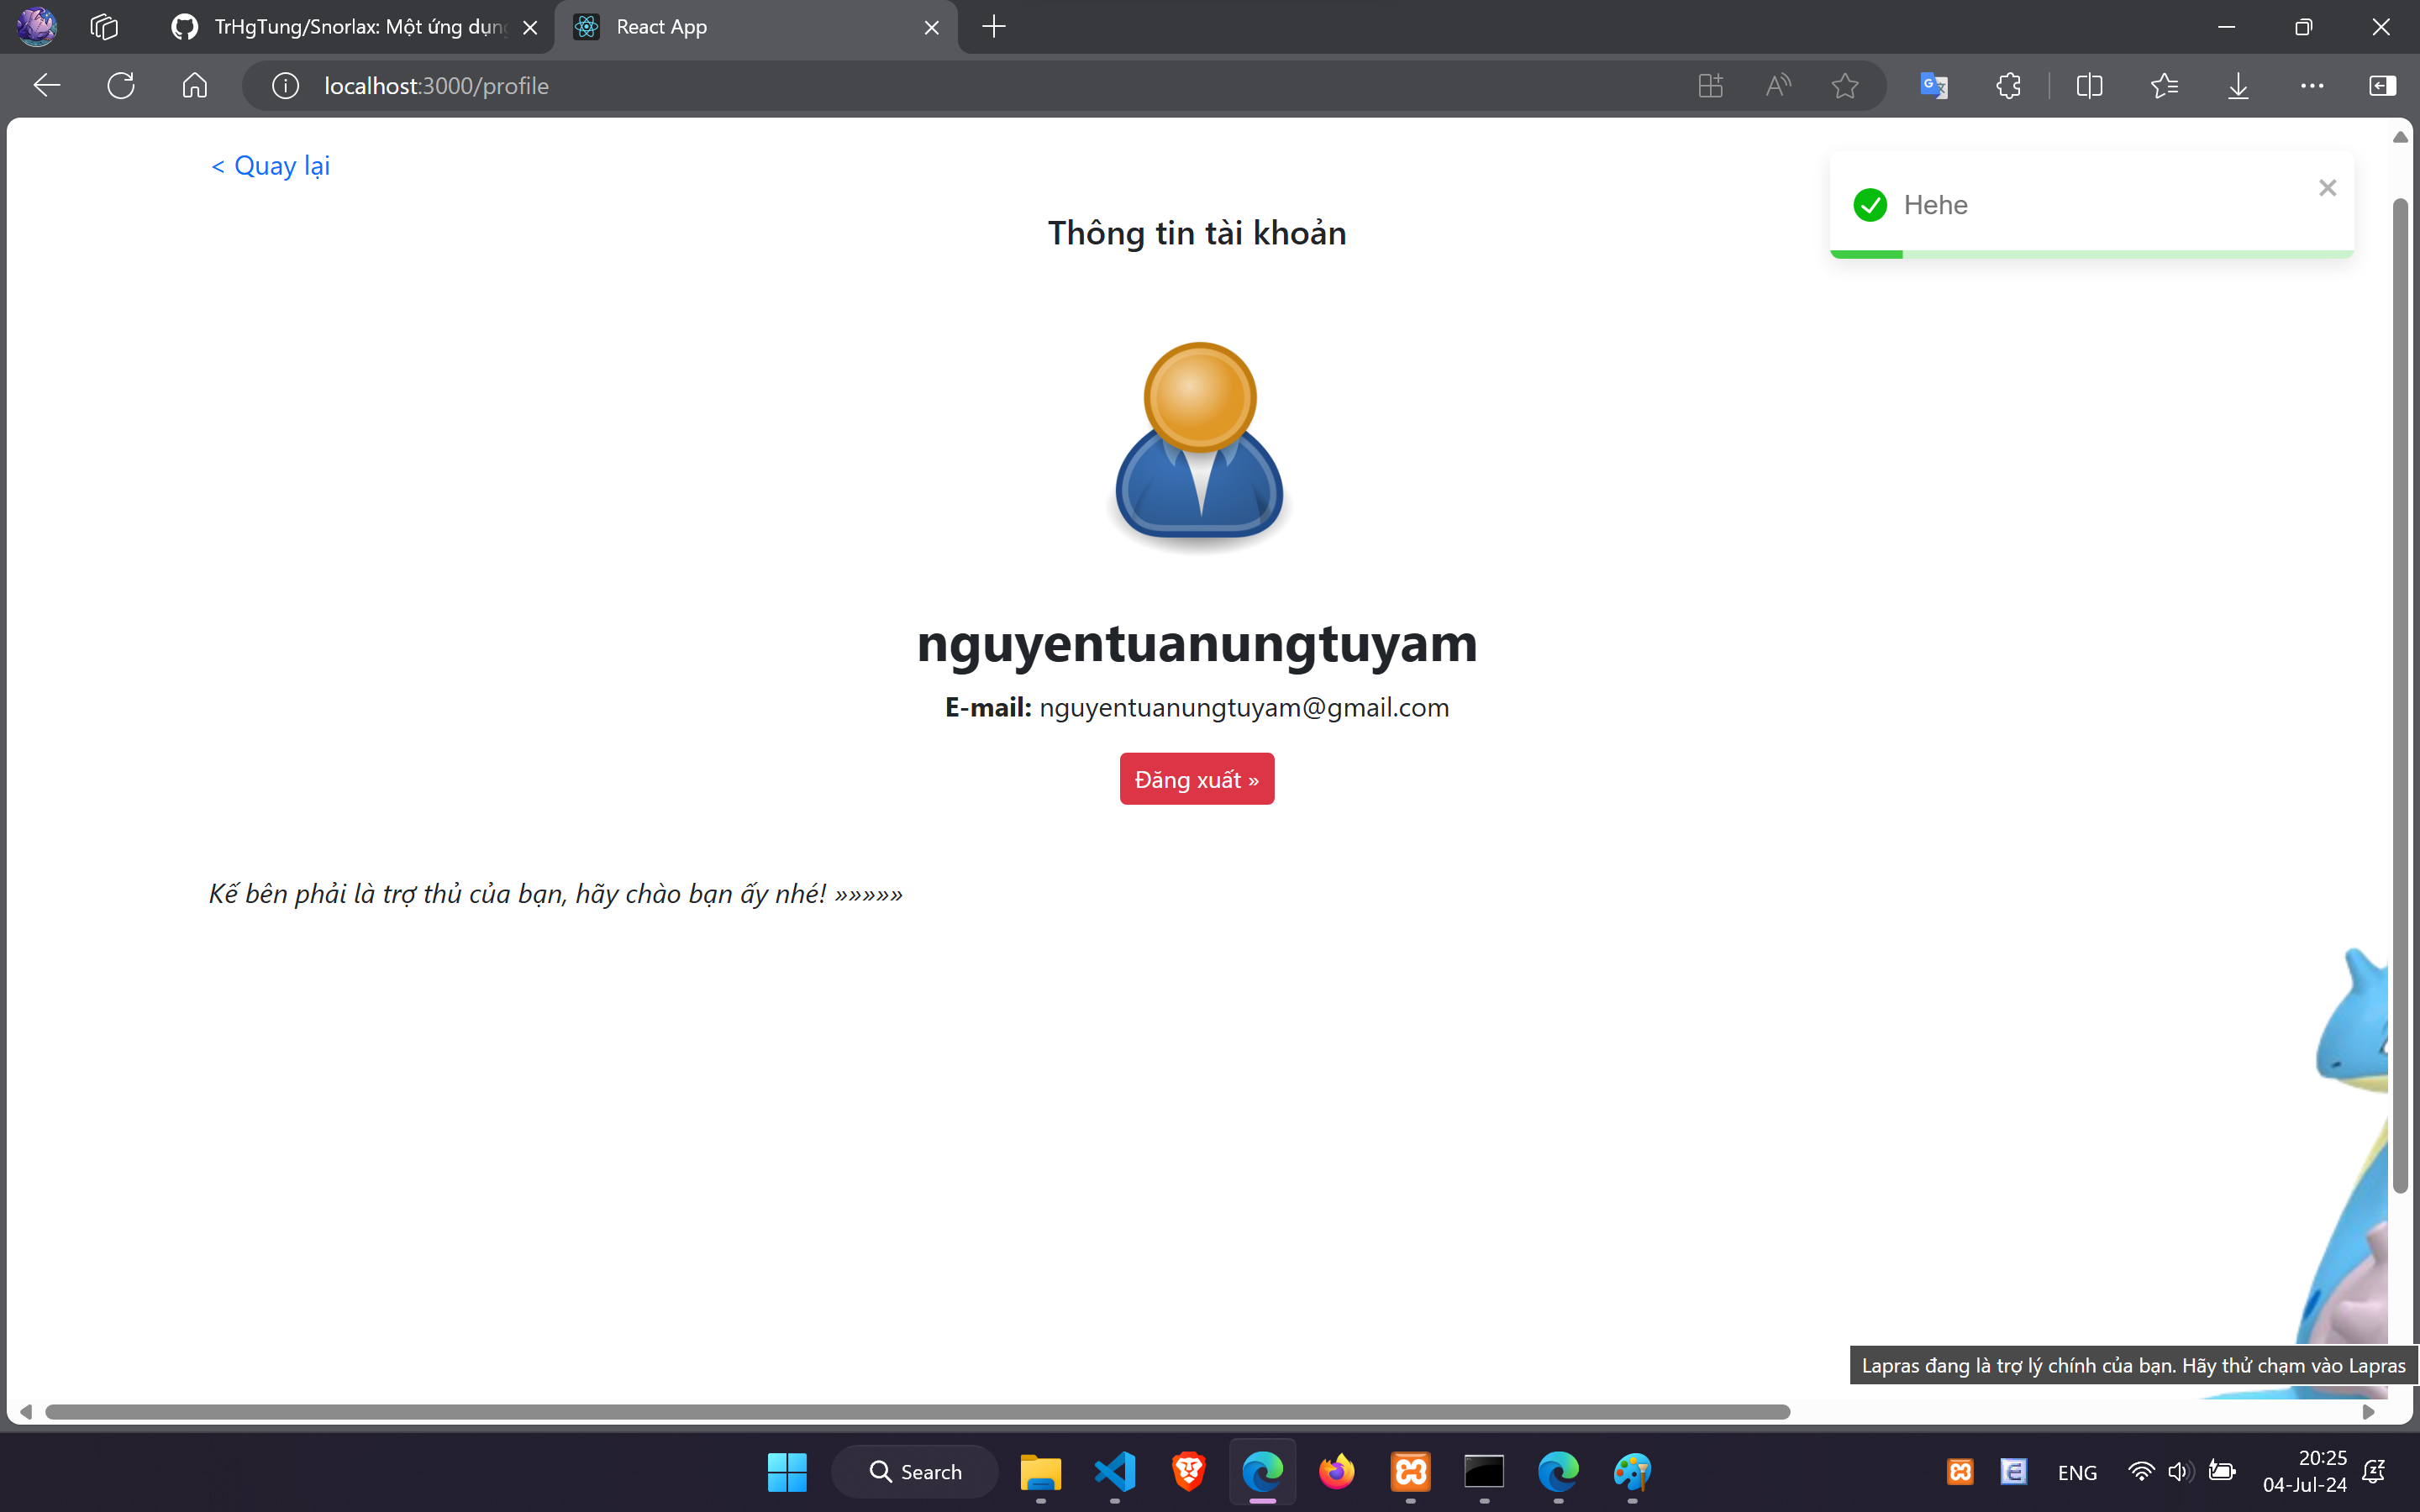 TrHgTung/Snorlax: Một ứng dụng
React App
localhost:3000/profile
< Quay lại
Hehe
Thông tin tài khoản
nguyentuanungtuyam
E-mail: nguyentuanungtuyam@gmail.com
Đăng xuất »
Kế bên phải là trợ thủ của bạn, hãy chào bạn ấy nhé! »»»»»
Lapras đang là trợ lý chính của bạn. Hãy thử chạm vào Lapras
Search
ENG
20:25
04-Jul-24